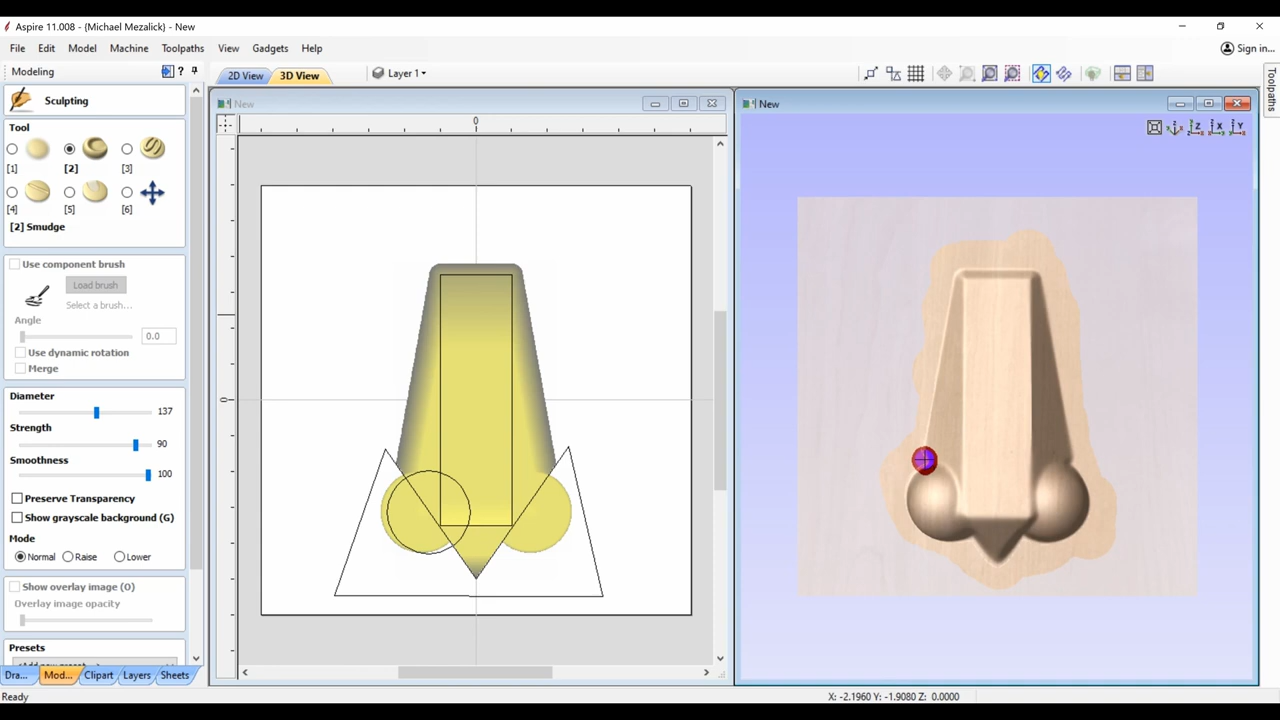 Aspire 11.008 - {Michael Mezalick} - New
File Edit Model Machine Toolpaths View Gadgets Help
Sign in...
Modeling
?
2D View
3D View
Layer 1
Toolpaths
Sculpting
New
New
0
Z X Y
Tool
[1] [2] [3]
[4] [5] [6]
[2] Smudge
Use component brush
Load brush
Select a brush...
Angle
0.0
Use dynamic rotation
Merge
0
Diameter
137
Strength
90
Smoothness
100
Preserve Transparency
Show grayscale background (G)
Mode
Normal Raise Lower
Show overlay image (O)
Overlay image opacity
Presets
Dra... Mod... Clipart Layers Sheets
Ready
X: -2.1960 Y: -1.9080 Z: 0.0000